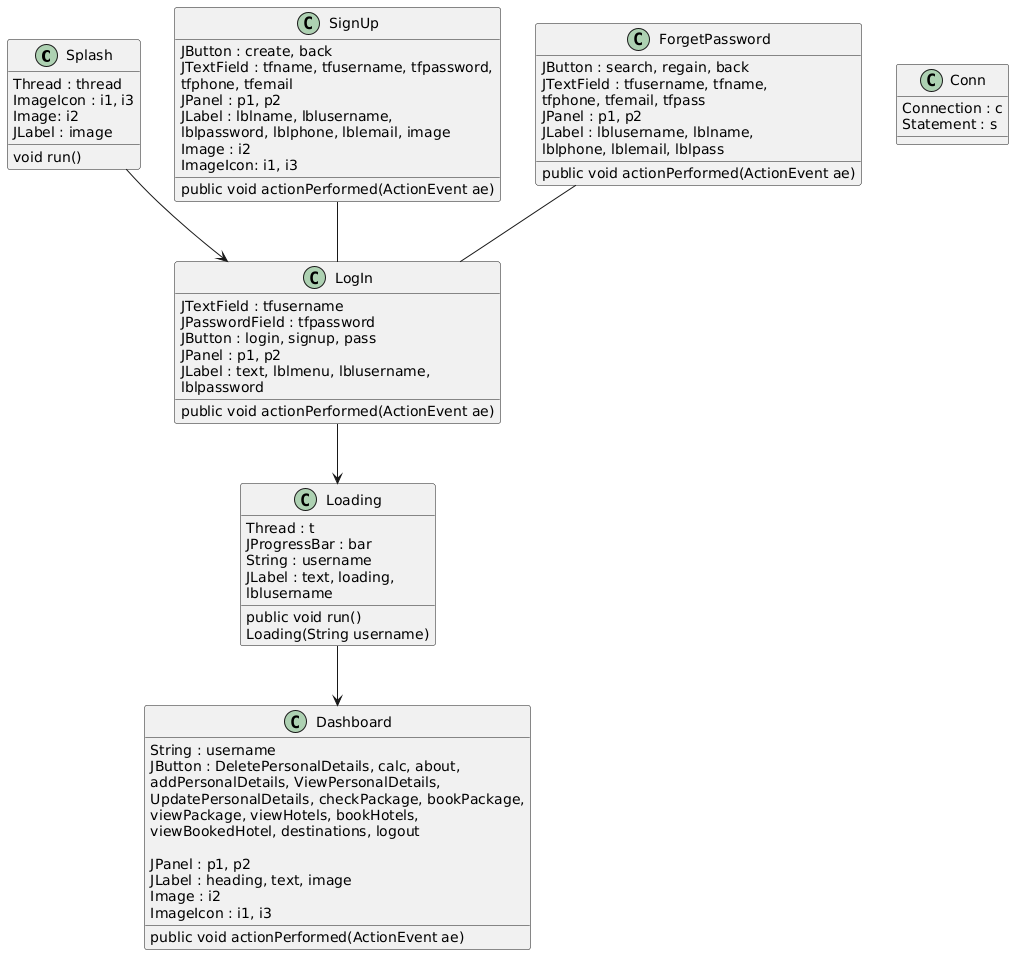 C Splash
Thread : thread
ImageIcon : i1, i3
Image: i2
JLabel : image
void run()
C SignUp
JButton : create, back
JTextField : tfname, tfusername, tfpassword,
tfphone, tfemail
JPanel : p1, p2
JLabel : lblname, lblusername,
lblpassword, lblphone, lblemail, image
Image : i2
ImageIcon: i1, i3
public void actionPerformed(ActionEvent ae)
C ForgetPassword
JButton : search, regain, back
JTextField : tfusername, tfname,
tfphone, tfemail, tfpass
JPanel : p1, p2
JLabel : lblusername, lblname,
lblphone, lblemail, lblpass
public void actionPerformed(ActionEvent ae)
C Conn
Connection : c
Statement : s
C LogIn
JTextField : tfusername
JPasswordField : tfpassword
JButton : login, signup, pass
JPanel : p1, p2
JLabel : text, lblmenu, lblusername,
lblpassword
public void actionPerformed(ActionEvent ae)
C Loading
Thread : t
JProgressBar : bar
String : username
JLabel : text, loading,
lblusername
public void run()
Loading(String username)
C Dashboard
String : username
JButton : DeletePersonalDetails, calc, about,
addPersonalDetails, ViewPersonalDetails,
UpdatePersonalDetails, checkPackage, bookPackage,
viewPackage, viewHotels, bookHotels,
viewBookedHotel, destinations, logout
JPanel : p1, p2
JLabel : heading, text, image
Image : i2
ImageIcon : i1, i3
public void actionPerformed(ActionEvent ae)